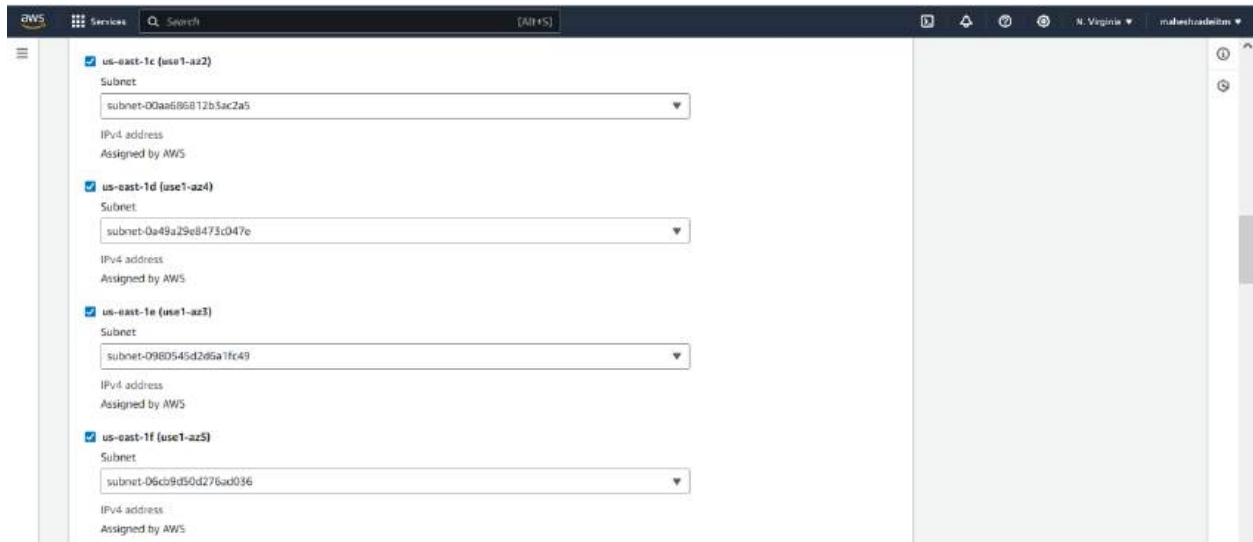 aws Services Search [Alt+S] N. Virginia maheshzadeitm
us-east-1c (use1-az2)
Subnet
subnet-00aa686812b3ac2a5
IPv4 address
Assigned by AWS
us-east-1d (use1-az4)
Subnet
subnet-0a49a29e8473c047e
IPv4 address
Assigned by AWS
us-east-1e (use1-az3)
Subnet
subnet-0980545d2d6a1fc49
IPv4 address
Assigned by AWS
us-east-1f (use1-az5)
Subnet
subnet-06cb9d50d276ad036
IPv4 address
Assigned by AWS